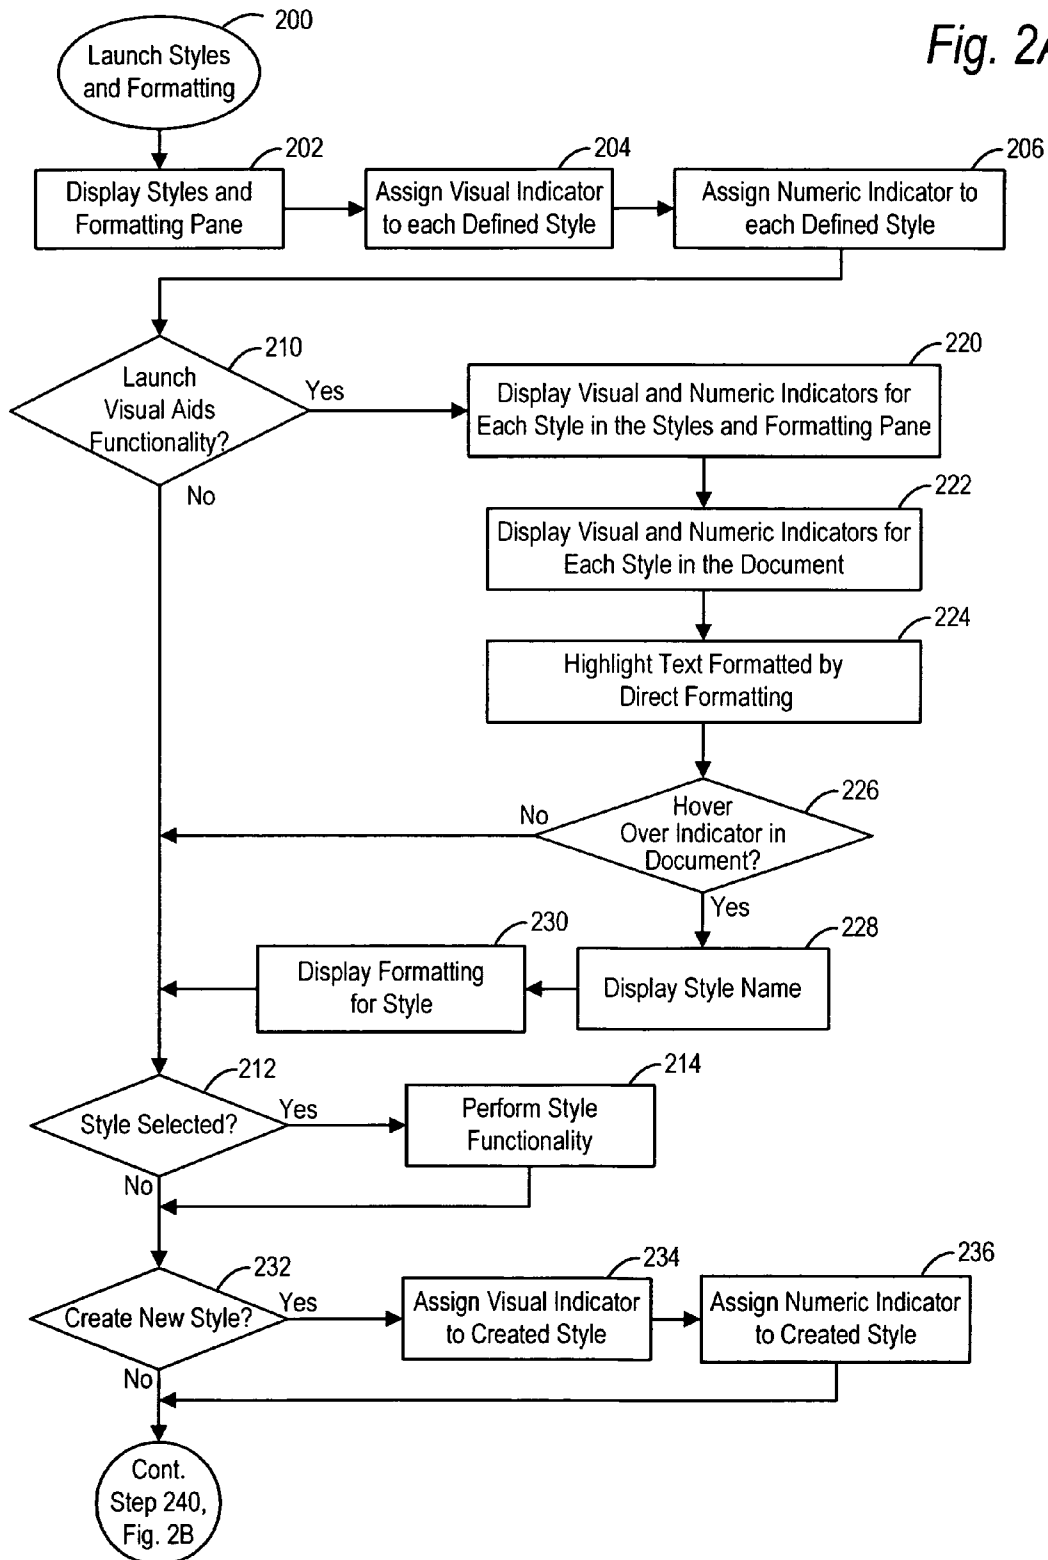 Fig. 2A
200
Launch Styles
and Formatting
202
Display Styles and
Formatting Pane
204
Assign Visual Indicator
to each Defined Style
206
Assign Numeric Indicator to
each Defined Style
210
Launch
Visual Aids
Functionality?
Yes
No
220
Display Visual and Numeric Indicators for
Each Style in the Styles and Formatting Pane
222
Display Visual and Numeric Indicators for
Each Style in the Document
224
Highlight Text Formatted by
Direct Formatting
226
Hover
Over Indicator in
Document?
No
Yes
228
Display Style Name
230
Display Formatting
for Style
212
Style Selected?
Yes
No
214
Perform Style
Functionality
232
Create New Style?
Yes
No
234
Assign Visual Indicator
to Created Style
236
Assign Numeric Indicator
to Created Style
Cont.
Step 240,
Fig. 2B